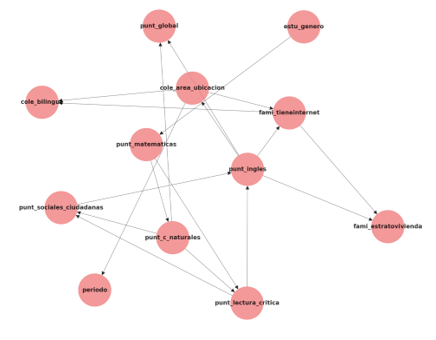 punt_global
estu_genero
cole_area_ubicacion
cole_bilingue
fami_tieneinternet
punt_matematicas
punt_ingles
punt_sociales_ciudadanas
fami_estratovivienda
punt_c_naturales
periodo
punt_lectura_critica